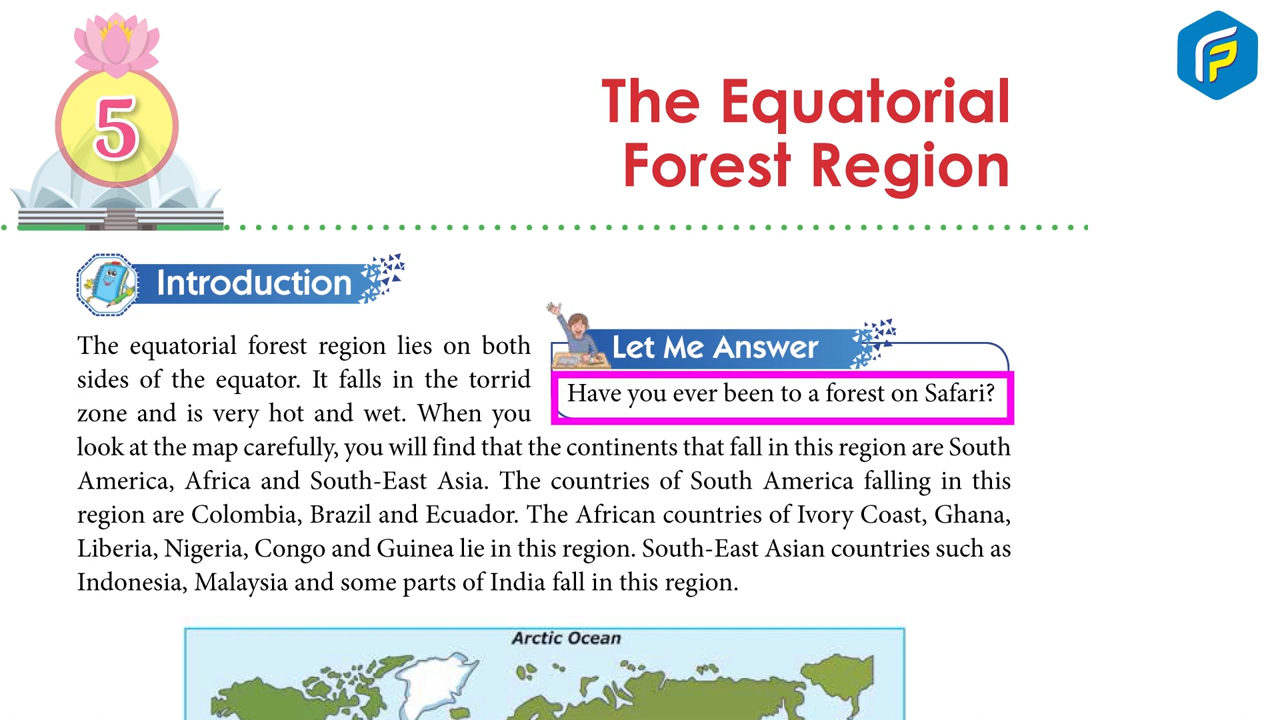 5
The Equatorial
Forest Region
Introduction
Let Me Answer
Have you ever been to a forest on Safari?
The equatorial forest region lies on both
sides of the equator. It falls in the torrid
zone and is very hot and wet. When you
look at the map carefully, you will find that the continents that fall in this region are South
America, Africa and South-East Asia. The countries of South America falling in this
region are Colombia, Brazil and Ecuador. The African countries of Ivory Coast, Ghana,
Liberia, Nigeria, Congo and Guinea lie in this region. South-East Asian countries such as
Indonesia, Malaysia and some parts of India fall in this region.
Arctic Ocean